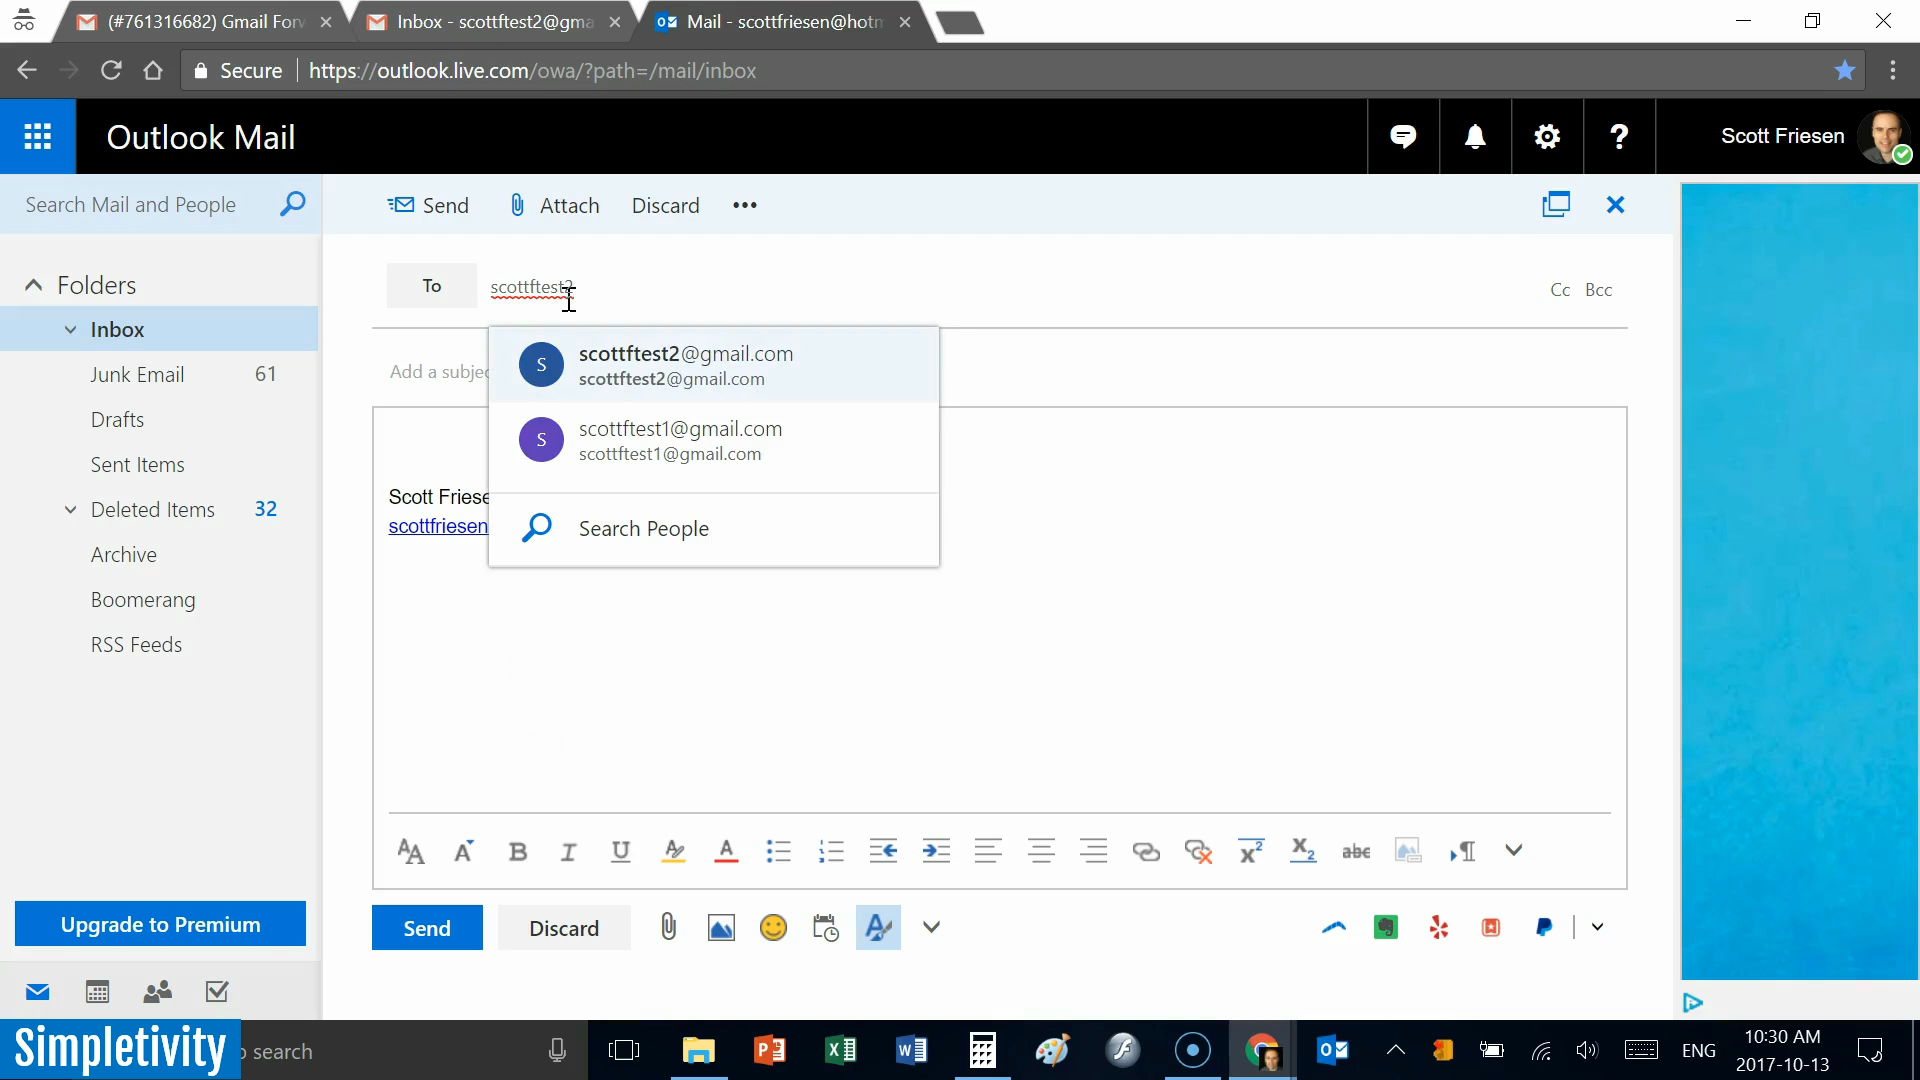 (#761316682) Gmail Forv
Inbox - scottftest2@gma
Mail - scottfriesen@hotm
Secure
https://outlook.live.com/owa/?path=/mail/inbox
Outlook Mail
Scott Friesen
Search Mail and People
Send
Attach
Discard
To
scottftest2
Cc
Bcc
Folders
Inbox
Junk Email 61
Drafts
Sent Items
Deleted Items 32
Archive
Boomerang
RSS Feeds
scottftest2@gmail.com
scottftest2@gmail.com
scottftest1@gmail.com
scottftest1@gmail.com
Search People
Add a subjec
Scott Friese
scottfriesen
Send
Discard
Upgrade to Premium
Simpletivity
search
ENG
10:30 AM
2017-10-13